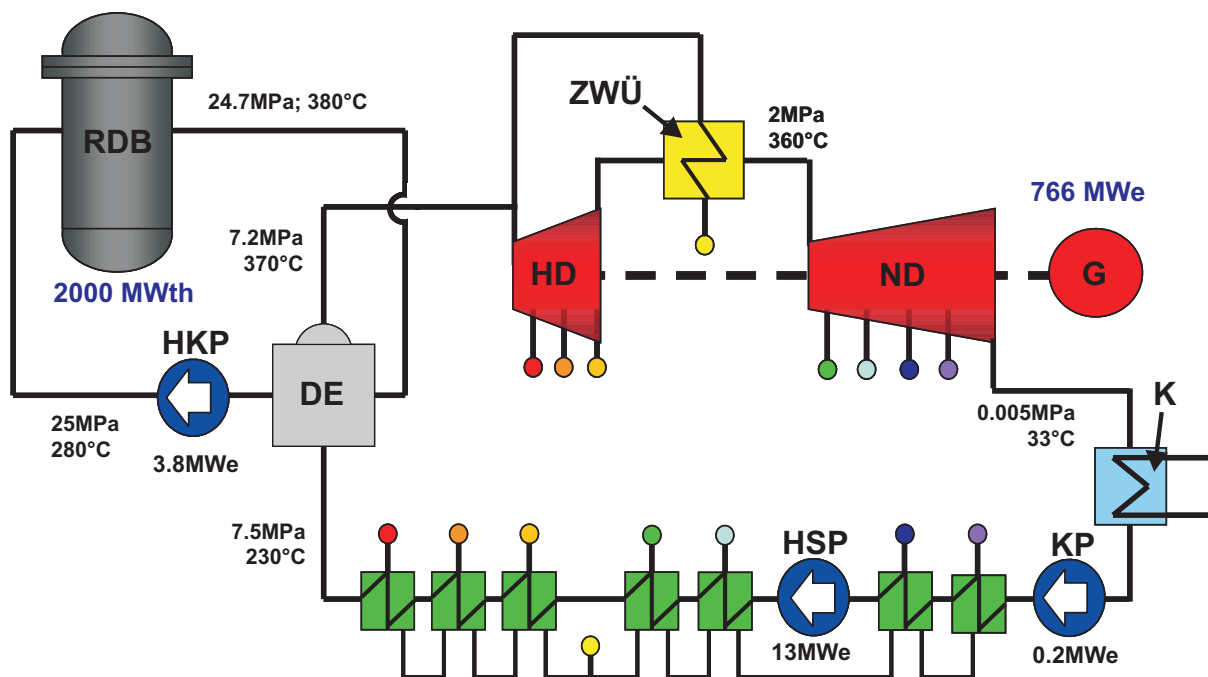 24.7MPa; 380°C
RDB
2000 MWth
ZWÜ
2MPa
360°C
766 MWe
7.2MPa
370°C
HD
ND
G
HKP
DE
25MPa
280°C
3.8MWe
0.005MPa
33°C
K
7.5MPa
230°C
HSP
KP
13MWe
0.2MWe